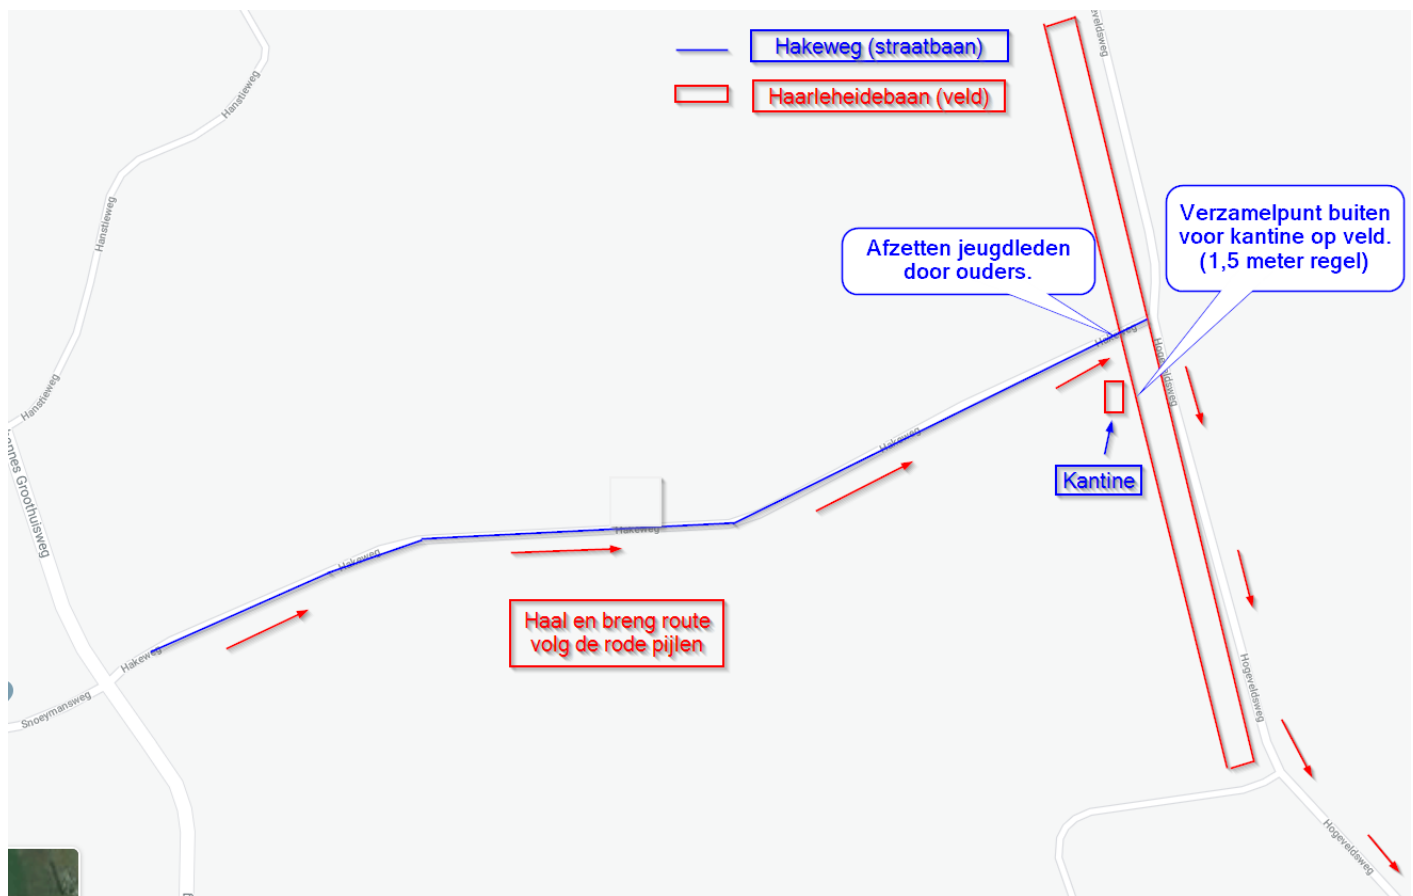 Hakeweg (straatbaan)
Haarleheidebaan (veld)
Verzamelpunt buiten
voor kantine op veld.
(1,5 meter regel)
Afzetten jeugdleden
door ouders.
Kantine
Haal en breng route
volg de rode pijlen
Hanstieweg
Hanstieweg
Hanstieweg
Hakeweg
Hakeweg
Hakeweg
Hakeweg
Hakeweg
Snoeymansweg
Groothuisweg
Hogeveldsweg
Hogeveldsweg
Hogeveldsweg